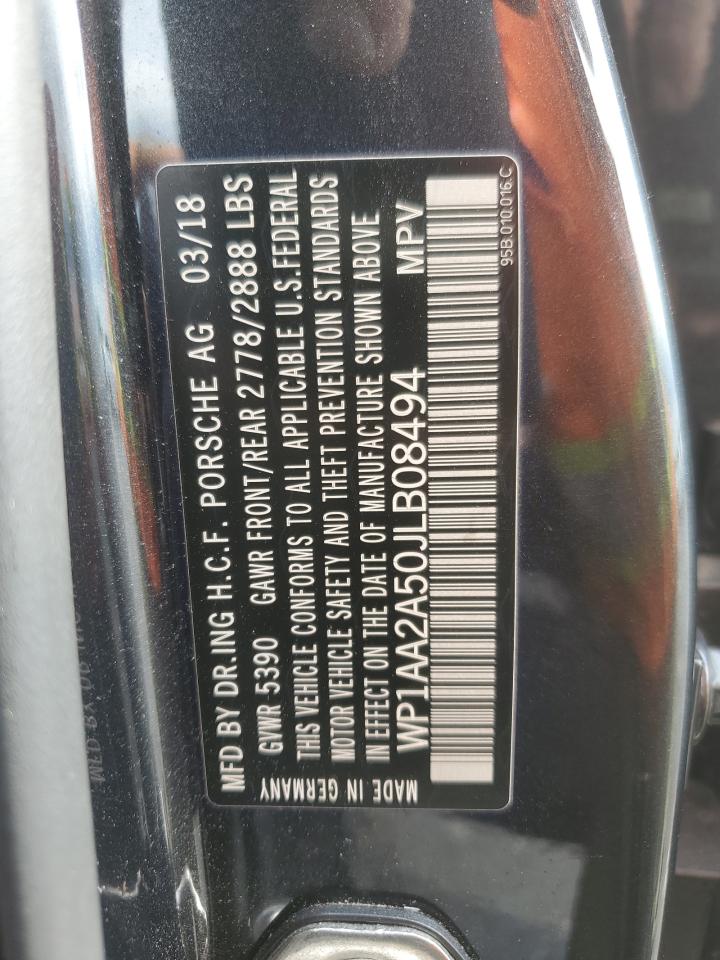 MFD BY DR.ING H.C.F. PORSCHE AG 03/18
GVWR 5390 GAWR FRONT/REAR 2778/2888 LBS
THIS VEHICLE CONFORMS TO ALL APPLICABLE U.S.FEDERAL
MOTOR VEHICLE SAFETY AND THEFT PREVENTION STANDARDS
IN EFFECT ON THE DATE OF MANUFACTURE SHOWN ABOVE
WP1AA2A50JLB08494 MPV
MADE IN GERMANY
95B.010.016.C